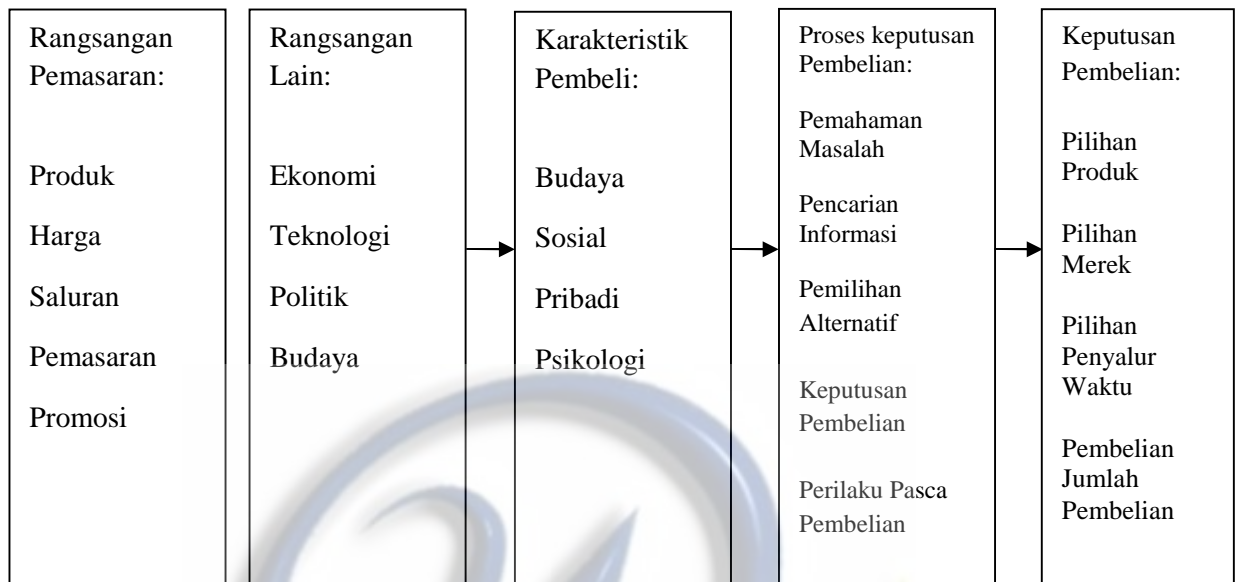 Rangsangan
Pemasaran:
Produk
Harga
Saluran
Pemasaran
Promosi
Rangsangan
Lain:
Ekonomi
Teknologi
Politik
Budaya
Karakteristik
Pembeli:
Budaya
Sosial
Pribadi
Psikologi
Proses keputusan
Pembelian:
Pemahaman
Masalah
Pencarian
Informasi
Pemilihan
Alternatif
Keputusan
Pembelian
Perilaku Pasca
Pembelian
Keputusan
Pembelian:
Pilihan
Produk
Pilihan
Merek
Pilihan
Penyalur
Waktu
Pembelian
Jumlah
Pembelian